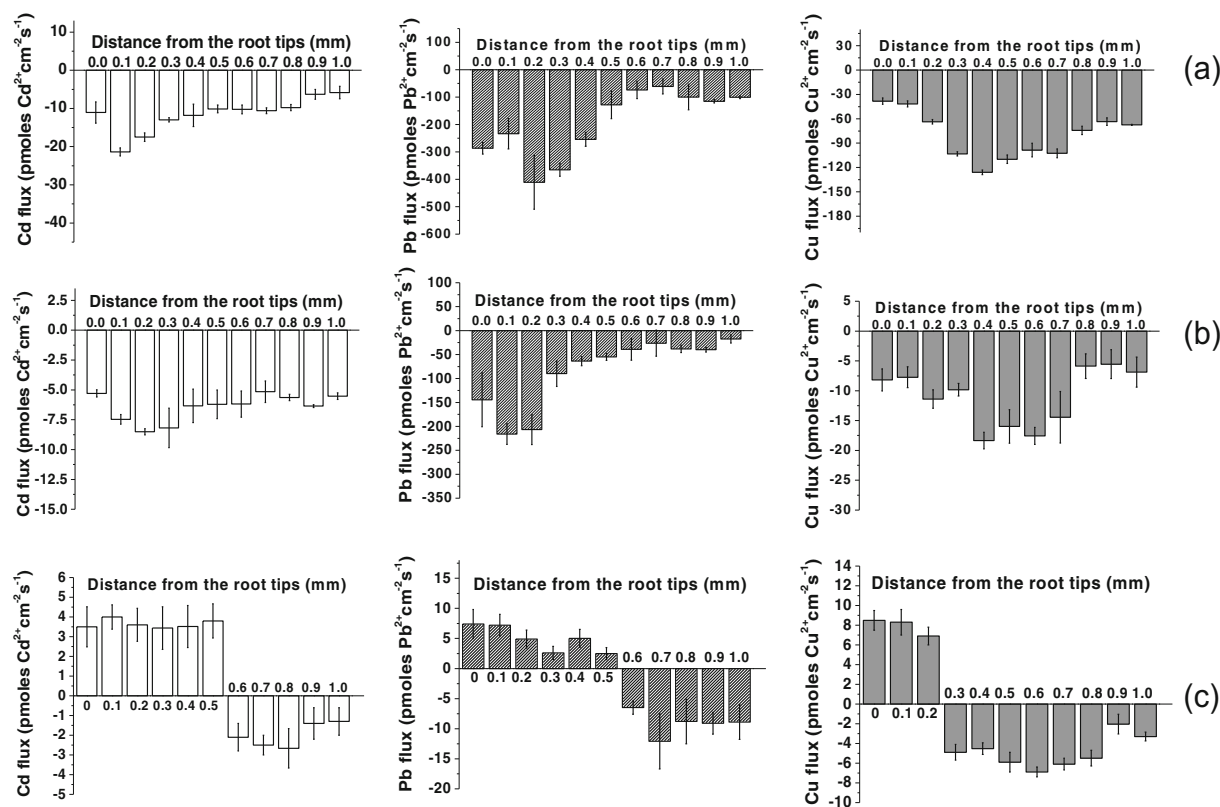 Cd flux (pmoles Cd²⁺cm⁻²s⁻¹)
10
0
-10
-20
-30
-40
Distance from the root tips (mm)
0.0 0.1 0.2 0.3 0.4 0.5 0.6 0.7 0.8 0.9 1.0
Pb flux (pmoles Pb²⁺cm⁻²s⁻¹)
100
0
-100
-200
-300
-400
-500
-600
Distance from the root tips (mm)
0.0 0.1 0.2 0.3 0.4 0.5 0.6 0.7 0.8 0.9 1.0
Cu flux (pmoles Cu²⁺cm⁻²s⁻¹)
30
0
-30
-60
-90
-120
-150
-180
Distance from the root tips (mm)
0.0 0.1 0.2 0.3 0.4 0.5 0.6 0.7 0.8 0.9 1.0
(a)
Cd flux (pmoles Cd²⁺cm⁻²s⁻¹)
2.5
0.0
-2.5
-5.0
-7.5
-10.0
-12.5
-15.0
Distance from the root tips (mm)
0.0 0.1 0.2 0.3 0.4 0.5 0.6 0.7 0.8 0.9 1.0
Pb flux (pmoles Pb²⁺cm⁻²s⁻¹)
100
50
0
-50
-100
-150
-200
-250
-300
-350
Distance from the root tips (mm)
0.0 0.1 0.2 0.3 0.4 0.5 0.6 0.7 0.8 0.9 1.0
Cu flux (pmoles Cu²⁺cm⁻²s⁻¹)
5
0
-5
-10
-15
-20
-25
-30
Distance from the root tips (mm)
0.0 0.1 0.2 0.3 0.4 0.5 0.6 0.7 0.8 0.9 1.0
(b)
Cd flux (pmoles Cd²⁺cm⁻²s⁻¹)
6
5
4
3
2
1
0
-1
-2
-3
-4
-5
Distance from the root tips (mm)
0.6 0.7 0.8 0.9 1.0
0 0.1 0.2 0.3 0.4 0.5
Pb flux (pmoles Pb²⁺cm⁻²s⁻¹)
15
10
5
0
-5
-10
-15
-20
Distance from the root tips (mm)
0.6 0.7 0.8 0.9 1.0
0 0.1 0.2 0.3 0.4 0.5
Cu flux (pmoles Cu²⁺cm⁻²s⁻¹)
14
12
10
8
6
4
2
0
-2
-4
-6
-8
-10
Distance from the root tips (mm)
0.3 0.4 0.5 0.6 0.7 0.8 0.9 1.0
0 0.1 0.2
(c)